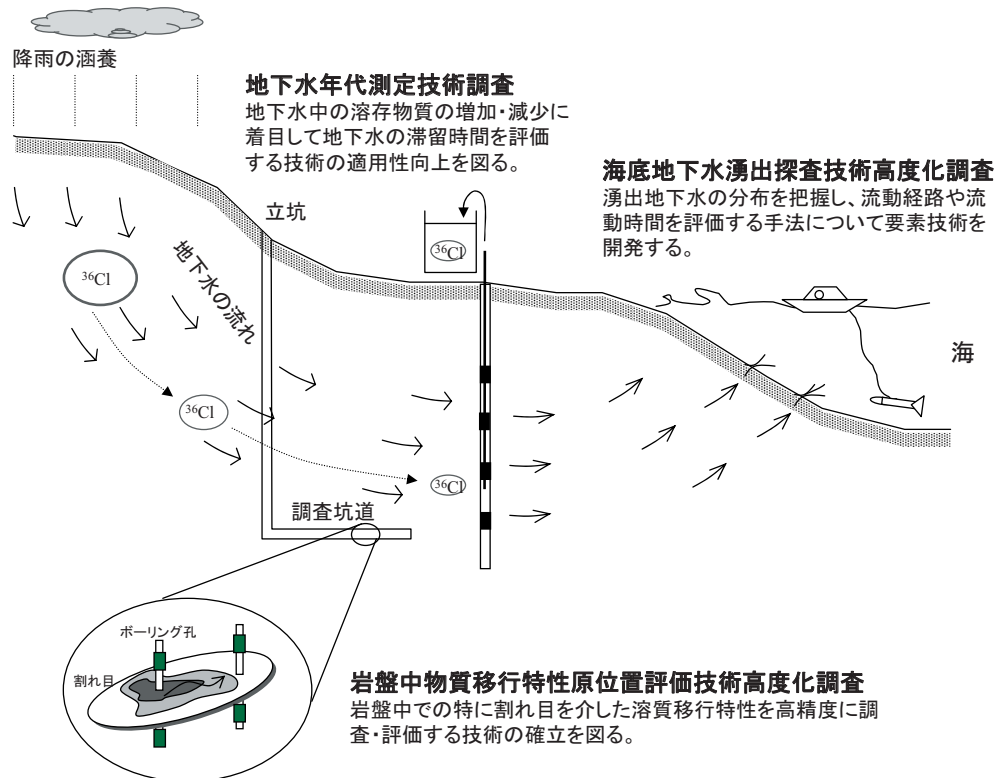 降雨の涵養
地下水年代測定技術調査
地下水中の溶存物質の増加・減少に
着目して地下水の滞留時間を評価
する技術の適用性向上を図る。
海底地下水湧出探査技術高度化調査
湧出地下水の分布を把握し、流動経路や流
動時間を評価する手法について要素技術を
開発する。
立坑
³⁶Cl
³⁶Cl
地下水の流れ
海
³⁶Cl
³⁶Cl
調査坑道
ボーリング孔
割れ目
岩盤中物質移行特性原位置評価技術高度化調査
岩盤中での特に割れ目を介した溶質移行特性を高精度に調
査・評価する技術の確立を図る。